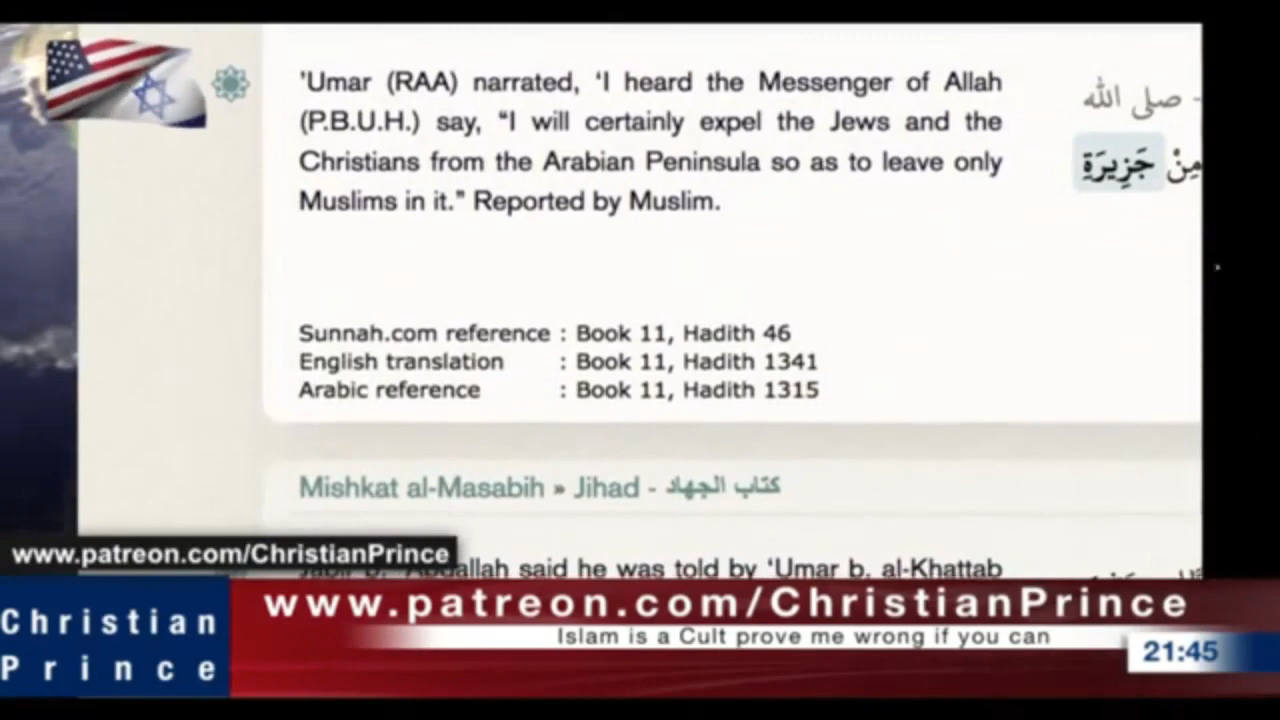 'Umar (RAA) narrated, 'I heard the Messenger of Allah
(P.B.U.H.) say, "I will certainly expel the Jews and the
Christians from the Arabian Peninsula so as to leave only
Muslims in it." Reported by Muslim.
- صلى الله
مِنْ جَزِيرَةِ
Sunnah.com reference : Book 11, Hadith 46
English translation : Book 11, Hadith 1341
Arabic reference : Book 11, Hadith 1315
Mishkat al-Masabih » Jihad - كتاب الجهاد
www.patreon.com/ChristianPrince
Jabir b. 'Abdallah said he was told by 'Umar b. al-Khattab
Christian
Prince
www.patreon.com/ChristianPrince
Islam is a Cult prove me wrong if you can
21:45